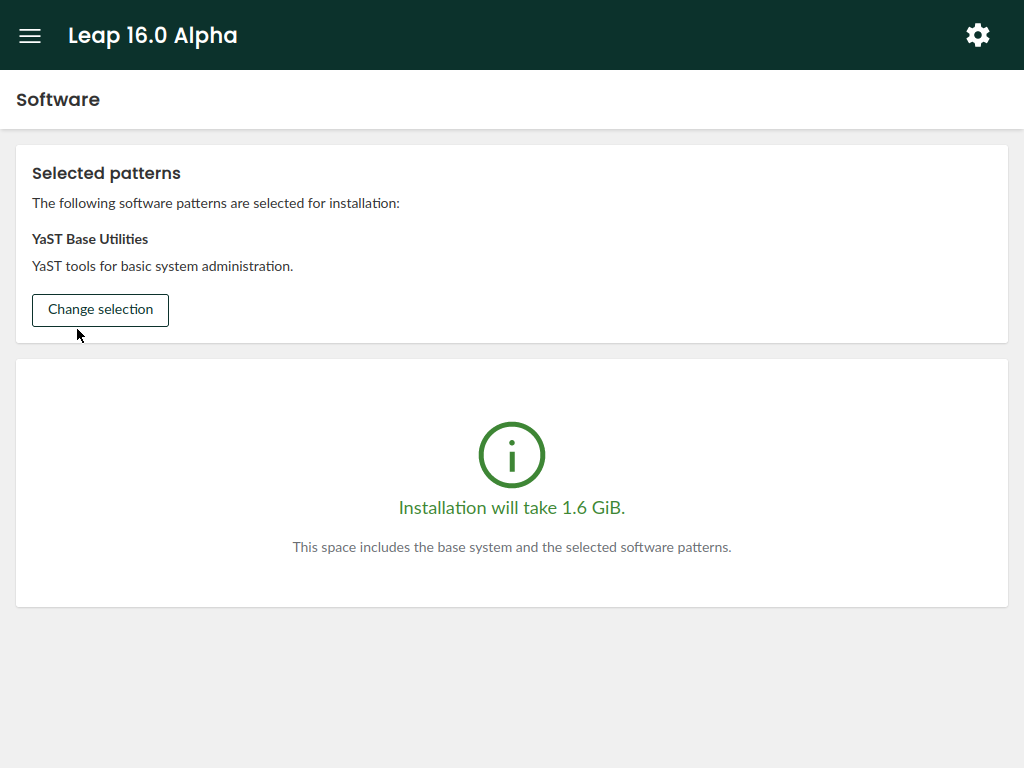 Leap 16.0 Alpha
Software
Selected patterns
The following software patterns are selected for installation:
YaST Base Utilities
YaST tools for basic system administration.
Change selection
Installation will take 1.6 GiB.
This space includes the base system and the selected software patterns.